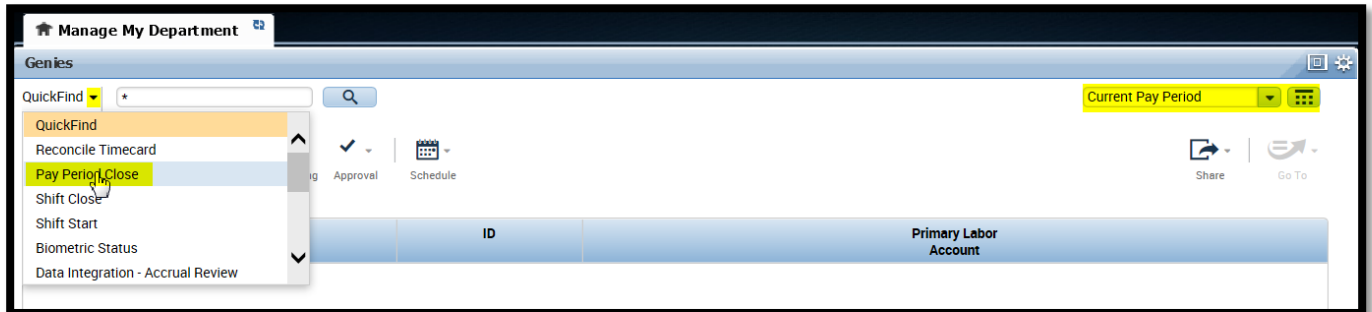 Manage My Department
Genies
QuickFind * Current Pay Period
QuickFind
Reconcile Timecard
Pay Period Close
Shift Close
Shift Start
Biometric Status
Data Integration - Accrual Review
Approval Schedule Share Go To
ID Primary Labor
Account